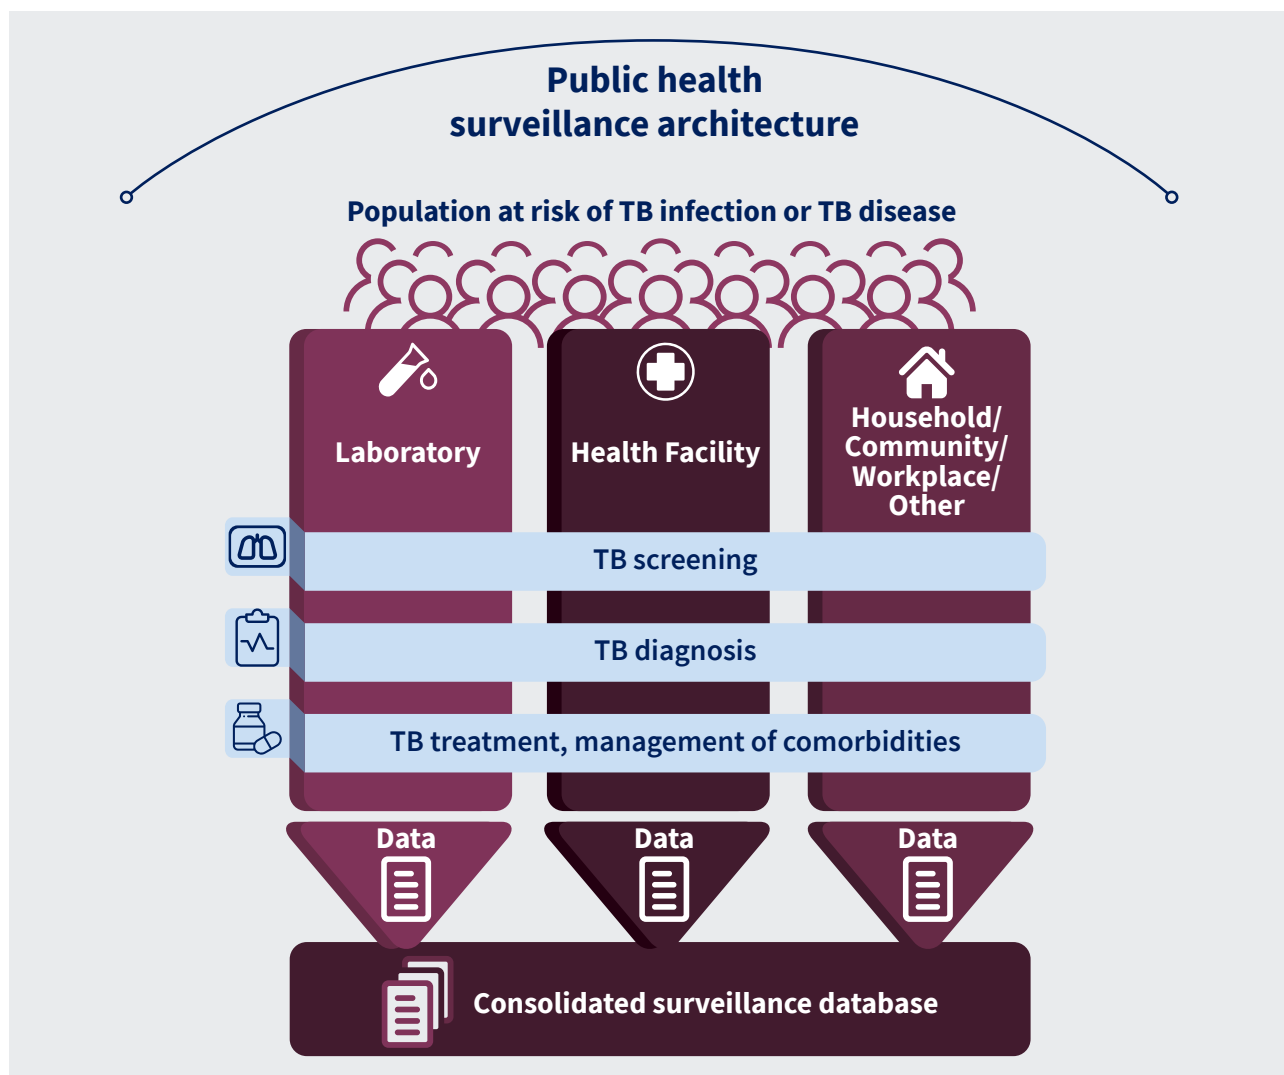 Public health
surveillance architecture
Population at risk of TB infection or TB disease
Laboratory
Health Facility
Household/
Community/
Workplace/
Other
TB screening
TB diagnosis
TB treatment, management of comorbidities
Data
Data
Data
Consolidated surveillance database